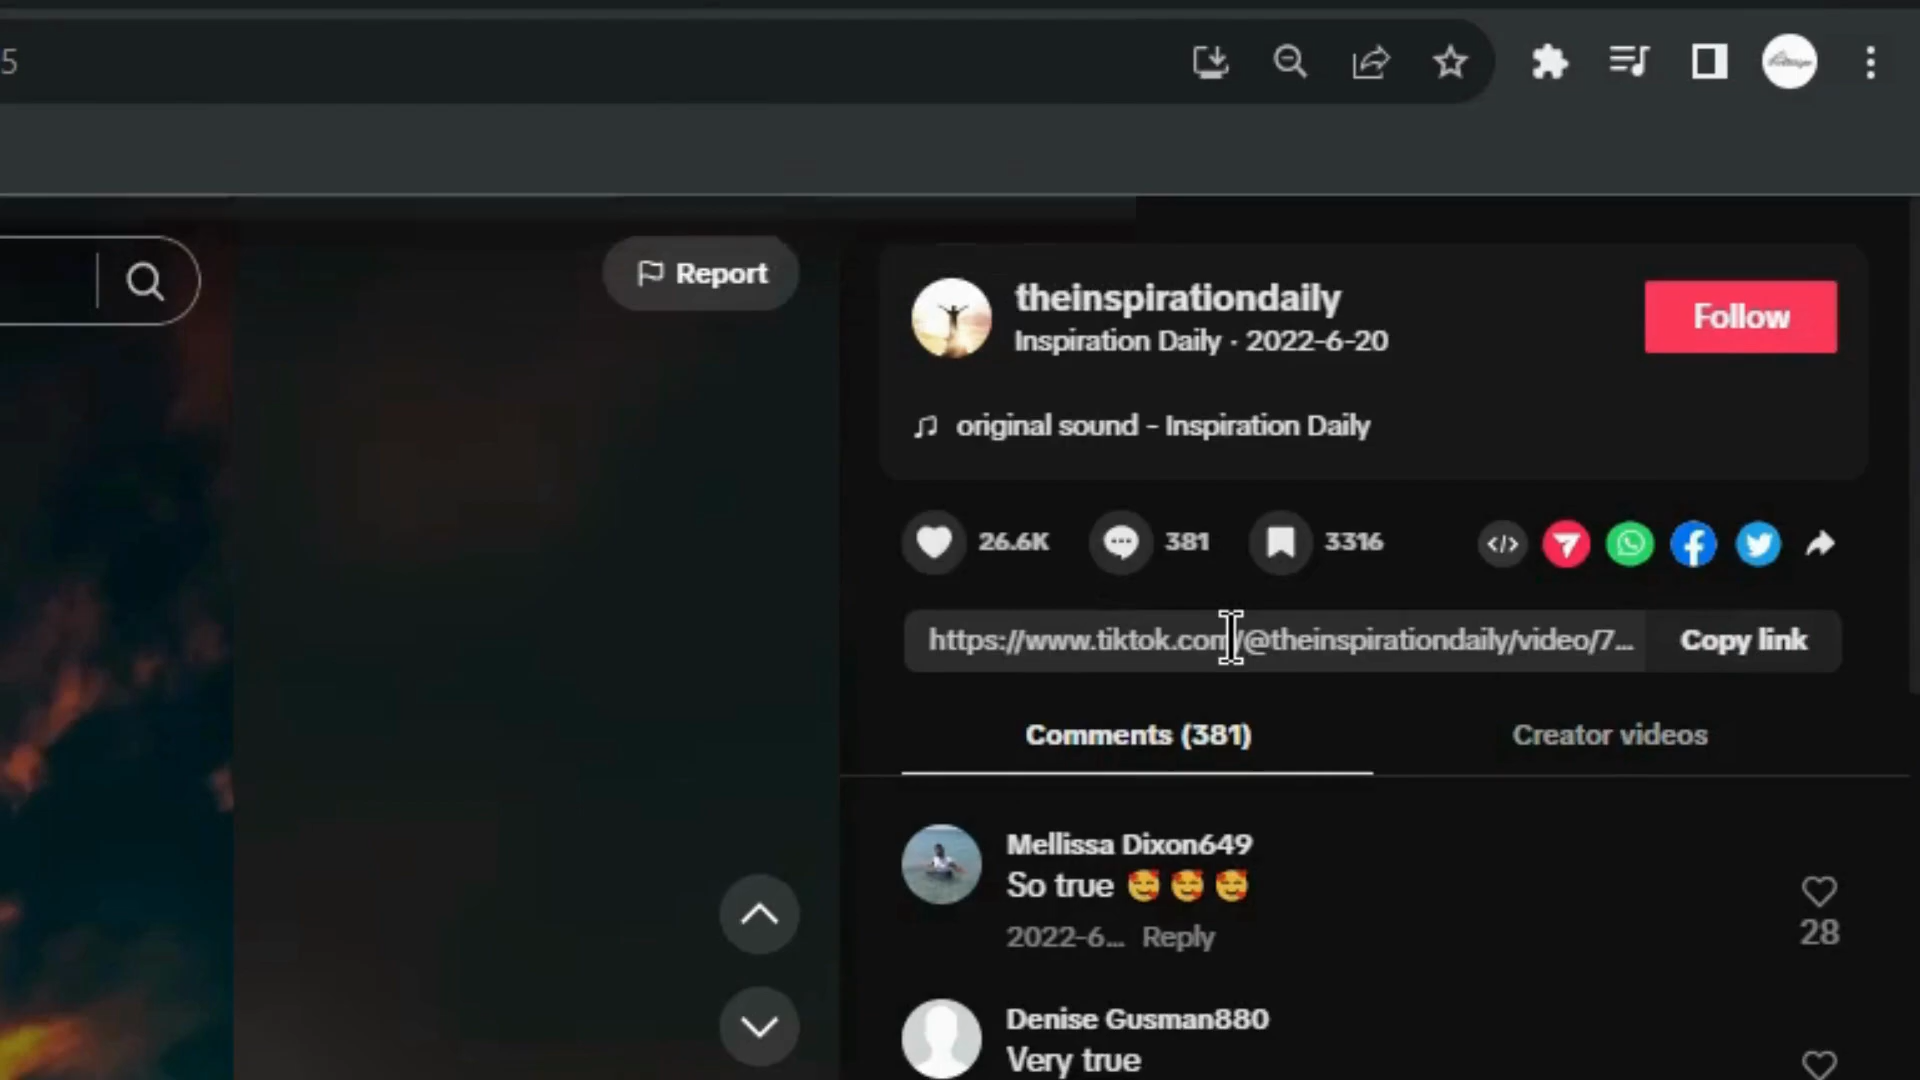 5
Report
theinspirationdaily
Inspiration Daily · 2022-6-20
Follow
original sound - Inspiration Daily
26.6K
381
3316
https://www.tiktok.com/@theinspirationdaily/video/7...
Copy link
Comments (381)
Creator videos
Mellissa Dixon649
So true 🥰 🥰 🥰
2022-6... Reply
28
Denise Gusman880
Very true